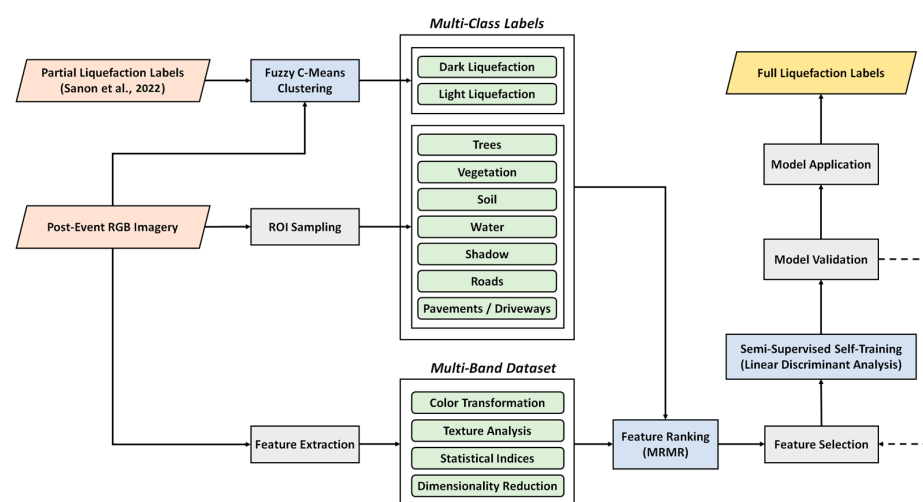 Multi-Class Labels
Partial Liquefaction Labels
(Sanon et al., 2022)
Fuzzy C-Means
Clustering
Dark Liquefaction
Light Liquefaction
Full Liquefaction Labels
Trees
Vegetation
Soil
Water
Shadow
Roads
Pavements / Driveways
Model Application
Post-Event RGB Imagery
ROI Sampling
Model Validation
Semi-Supervised Self-Training
(Linear Discriminant Analysis)
Multi-Band Dataset
Feature Extraction
Color Transformation
Texture Analysis
Statistical Indices
Dimensionality Reduction
Feature Ranking
(MRMR)
Feature Selection